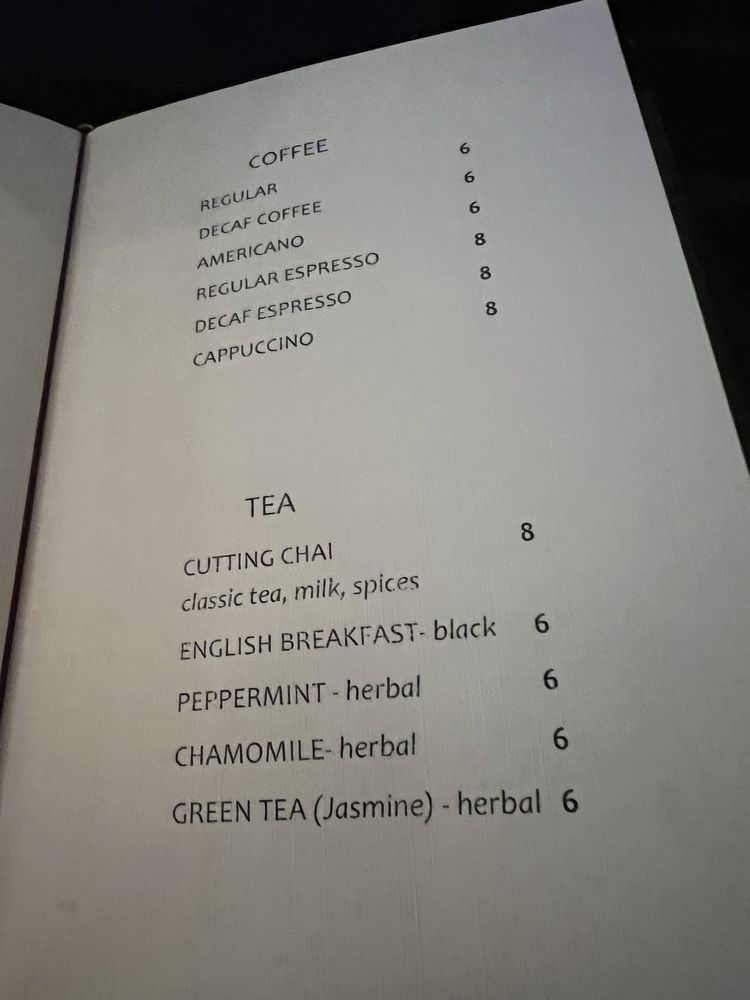 COFFEE
REGULAR 6
DECAF COFFEE 6
AMERICANO 6
REGULAR ESPRESSO 8
DECAF ESPRESSO 8
CAPPUCCINO 8
TEA
CUTTING CHAI 8
classic tea, milk, spices
ENGLISH BREAKFAST- black 6
PEPPERMINT - herbal 6
CHAMOMILE- herbal 6
GREEN TEA (Jasmine) - herbal 6